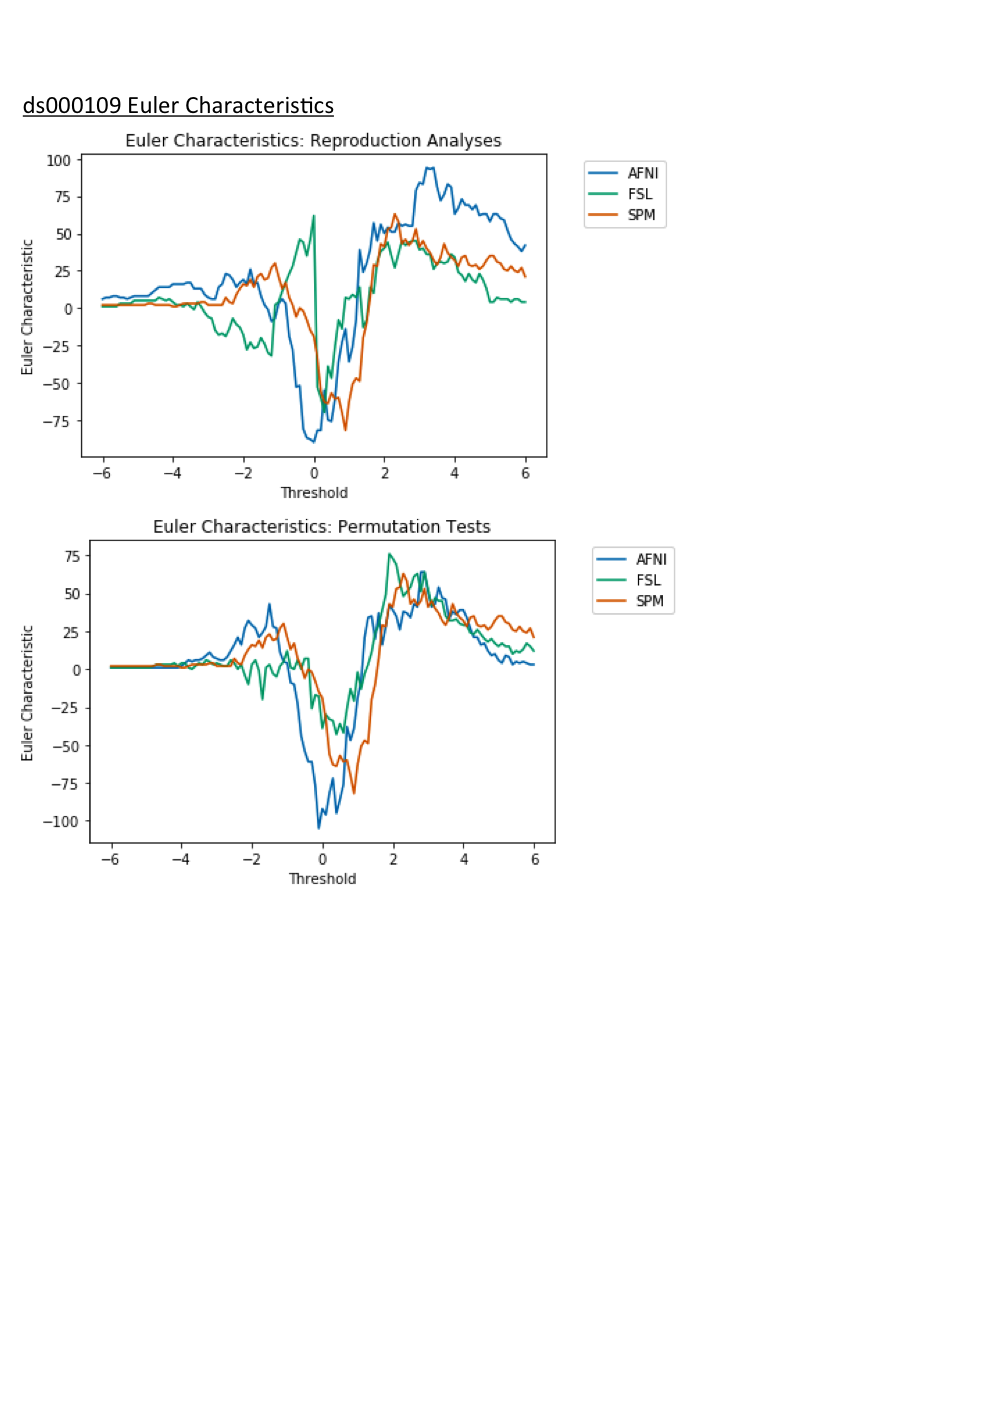 ds000109 Euler Characteristics
Euler Characteristics: Reproduction Analyses
100
75
50
25
0
−25
−50
−75
Euler Characteristic
−6 −4 −2 0 2 4 6
Threshold
AFNI
FSL
SPM
Euler Characteristics: Permutation Tests
75
50
25
0
−25
−50
−75
−100
Euler Characteristic
−6 −4 −2 0 2 4 6
Threshold
AFNI
FSL
SPM